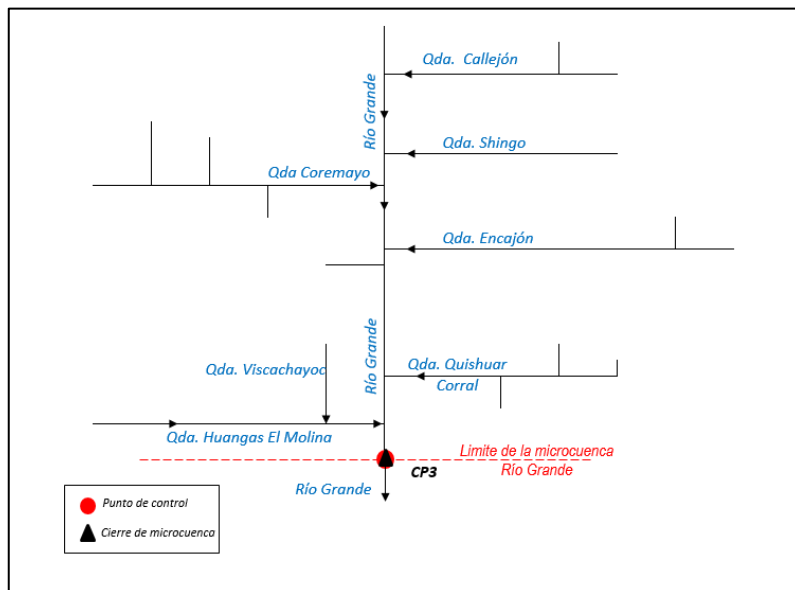 Qda. Callejón
Río Grande
Qda. Shingo
Qda Coremayo
Qda. Encajón
Río Grande
Qda. Viscachayoc
Qda. Quishuar
Corral
Qda. Huangas El Molina
Limite de la microcuenca
Río Grande
CP3
Río Grande
Punto de control
Cierre de microcuenca